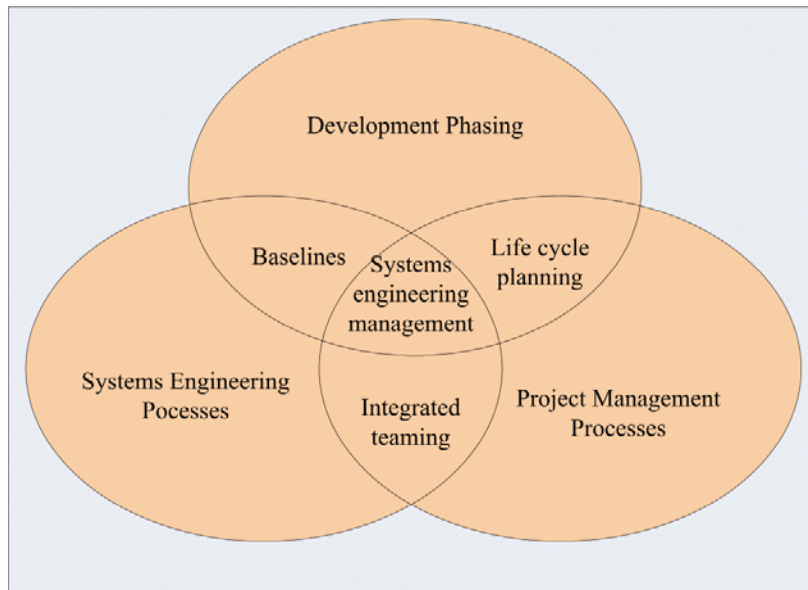 Development Phasing
Baselines
Systems
engineering
management
Life cycle
planning
Systems Engineering
Pocesses
Integrated
teaming
Project Management
Processes